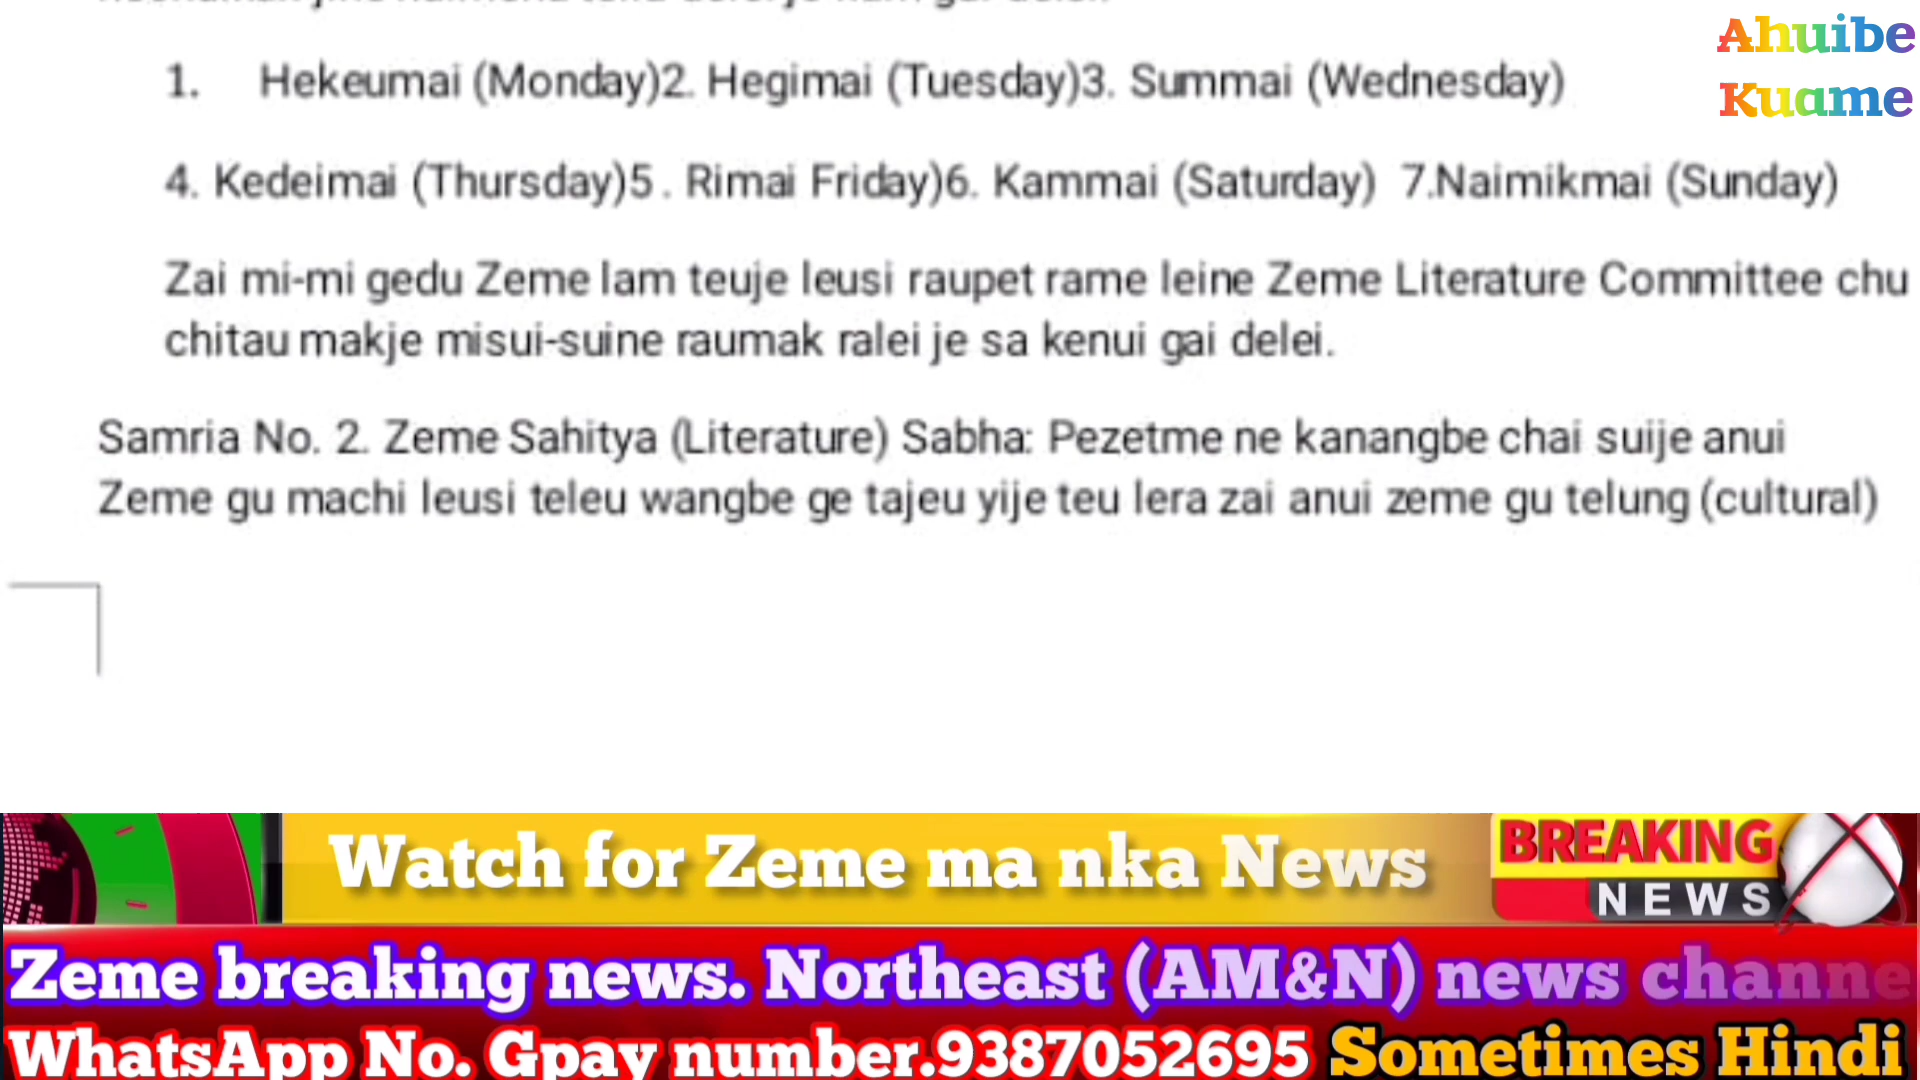 Ahuibe
Kuame
1. Hekeumai (Monday)2. Hegimai (Tuesday)3. Summai (Wednesday)
4. Kedeimai (Thursday)5 . Rimai Friday)6. Kammai (Saturday) 7.Naimikmai (Sunday)
Zai mi-mi gedu Zeme lam teuje leusi raupet rame leine Zeme Literature Committee chu
chitau makje misui-suine raumak ralei je sa kenui gai delei.
Samria No. 2. Zeme Sahitya (Literature) Sabha: Pezetme ne kanangbe chai suije anui
Zeme gu machi leusi teleu wangbe ge tajeu yije teu lera zai anui zeme gu telung (cultural)
Watch for Zeme ma nka News
BREAKING
NEWS
Zeme breaking news. Northeast (AM&N) news channe
WhatsApp No. Gpay number.9387052695 Sometimes Hindi